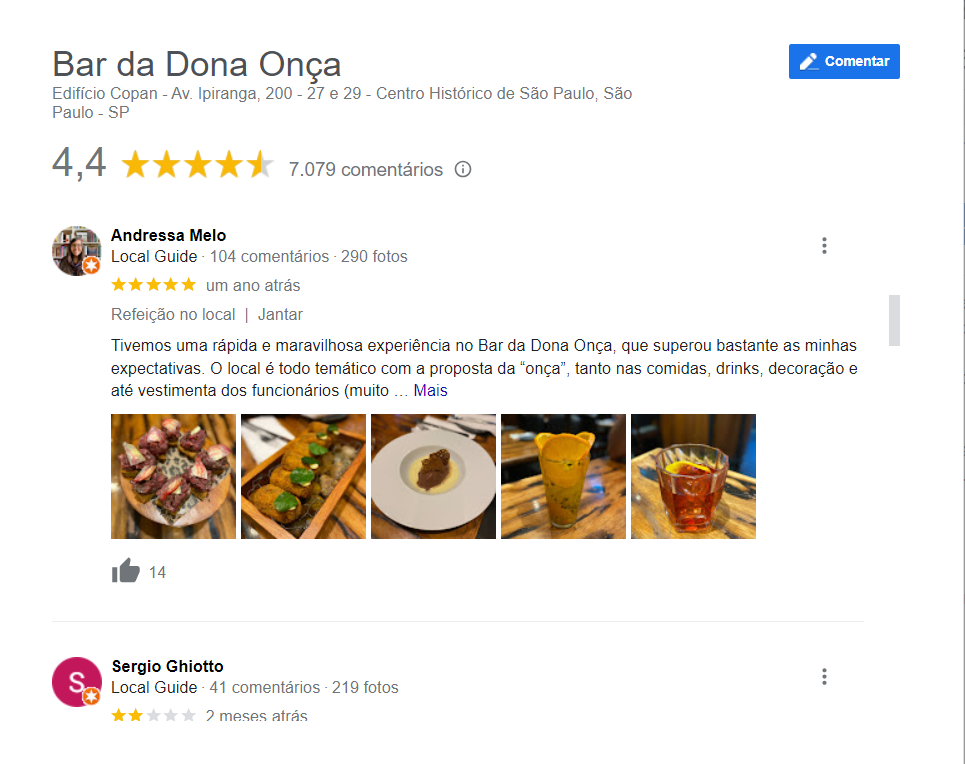 Bar da Dona Onça
Comentar
Edifício Copan - Av. Ipiranga, 200 - 27 e 29 - Centro Histórico de São Paulo, São
Paulo - SP
4,4
7.079 comentários
Andressa Melo
Local Guide · 104 comentários · 290 fotos
um ano atrás
Refeição no local | Jantar
Tivemos uma rápida e maravilhosa experiência no Bar da Dona Onça, que superou bastante as minhas
expectativas. O local é todo temático com a proposta da “onça”, tanto nas comidas, drinks, decoração e
até vestimenta dos funcionários (muito … Mais
14
S
Sergio Ghiotto
Local Guide · 41 comentários · 219 fotos
2 meses atrás